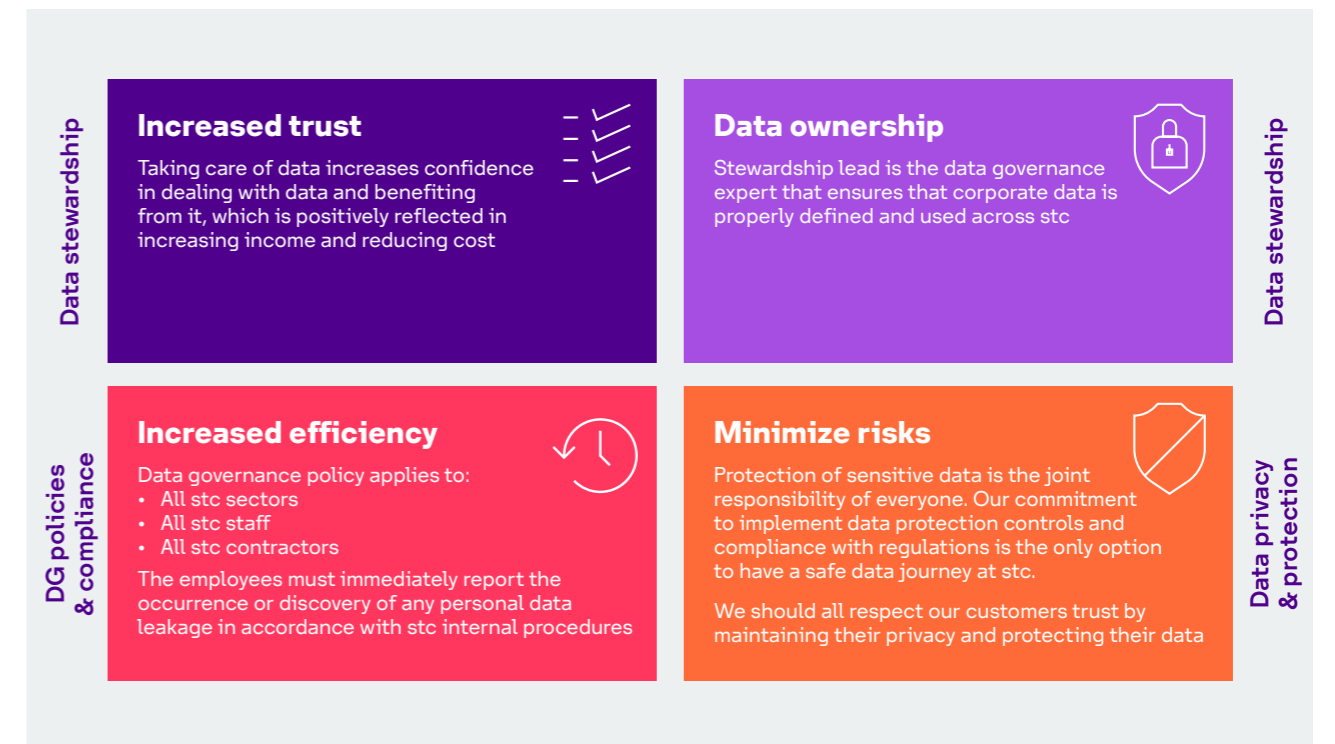 Data stewardship
Increased trust
Taking care of data increases confidence
in dealing with data and benefiting
from it, which is positively reflected in
increasing income and reducing cost
Data ownership
Stewardship lead is the data governance
expert that ensures that corporate data is
properly defined and used across stc
Data stewardship
DG policies
& compliance
Increased efficiency
Data governance policy applies to:
• All stc sectors
• All stc staff
• All stc contractors
The employees must immediately report the
occurrence or discovery of any personal data
leakage in accordance with stc internal procedures
Minimize risks
Protection of sensitive data is the joint
responsibility of everyone. Our commitment
to implement data protection controls and
compliance with regulations is the only option
to have a safe data journey at stc.
We should all respect our customers trust by
maintaining their privacy and protecting their data
Data privacy
& protection